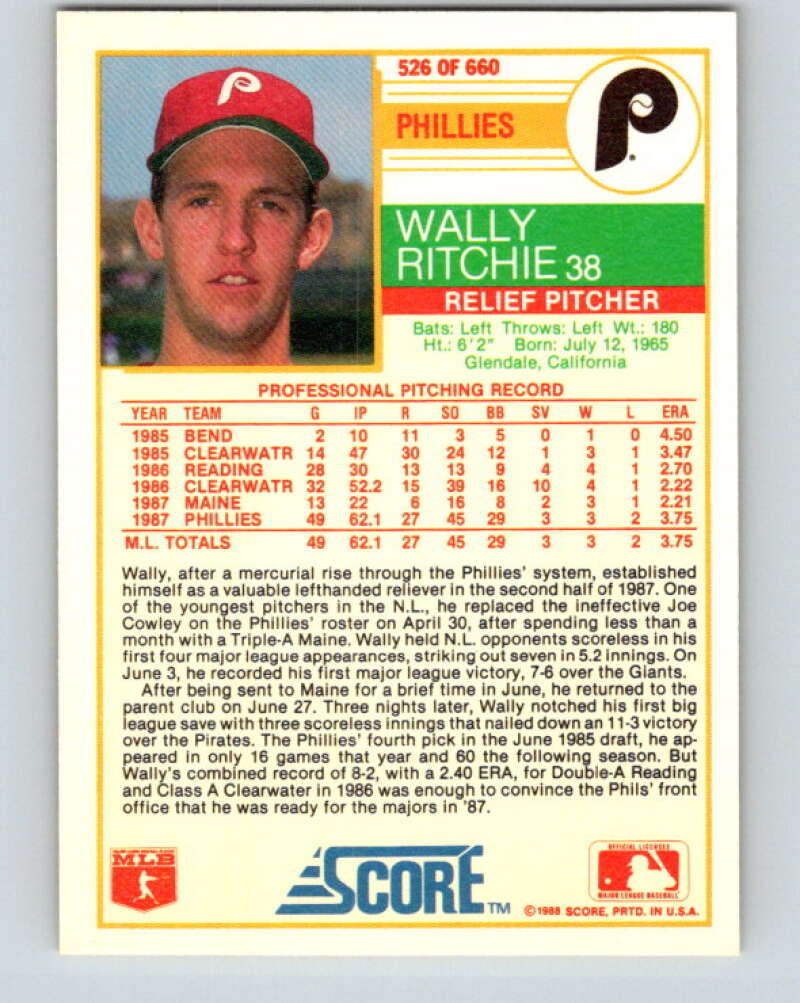 526 OF 660
PHILLIES
P
P
WALLY
RITCHIE 38
RELIEF PITCHER
Bats: Left Throws: Left Wt.: 180
Ht.: 6'2" Born: July 12, 1965
Glendale, California
PROFESSIONAL PITCHING RECORD
YEAR TEAM G IP R SO BB SV W L ERA
1985 BEND 2 10 11 3 5 0 1 0 4.50
1985 CLEARWATR 14 47 30 24 12 1 3 1 3.47
1986 READING 28 30 13 13 9 4 4 1 2.70
1986 CLEARWATR 32 52.2 15 39 16 10 4 1 2.22
1987 MAINE 13 22 6 16 8 2 3 1 2.21
1987 PHILLIES 49 62.1 27 45 29 3 3 2 3.75
M.L. TOTALS 49 62.1 27 45 29 3 3 2 3.75
Wally, after a mercurial rise through the Phillies' system, established
himself as a valuable lefthanded reliever in the second half of 1987. One
of the youngest pitchers in the N.L., he replaced the ineffective Joe
Cowley on the Phillies' roster on April 30, after spending less than a
month with a Triple-A Maine. Wally held N.L. opponents scoreless in his
first four major league appearances, striking out seven in 5.2 innings. On
June 3, he recorded his first major league victory, 7-6 over the Giants.
After being sent to Maine for a brief time in June, he returned to the
parent club on June 27. Three nights later, Wally notched his first big
league save with three scoreless innings that nailed down an 11-3 victory
over the Pirates. The Phillies' fourth pick in the June 1985 draft, he ap-
peared in only 16 games that year and 60 the following season. But
Wally's combined record of 8-2, with a 2.40 ERA, for Double-A Reading
and Class A Clearwater in 1986 was enough to convince the Phils' front
office that he was ready for the majors in '87.
MLB
SCORE TM
OFFICIAL LICENSEE
MAJOR LEAGUE BASEBALL
©1988 SCORE, PRTD. IN U.S.A.